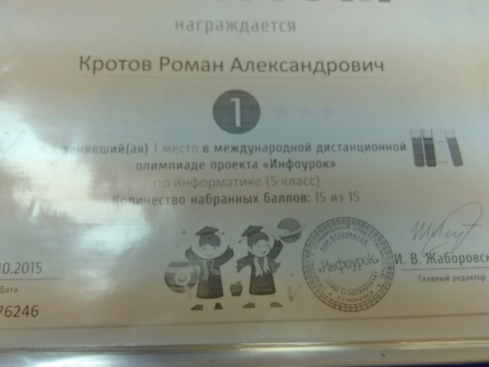 награждается
Кротов Роман Александрович
1
занявший(ая) 1 место в международной дистанционной
олимпиаде проекта «Инфоурок»
по информатике (5 класс)
Количество набранных баллов: 15 из 15
10.2015
Дата
76246
«Инфоурок»
И. В. Жаборовск
Главный редактор